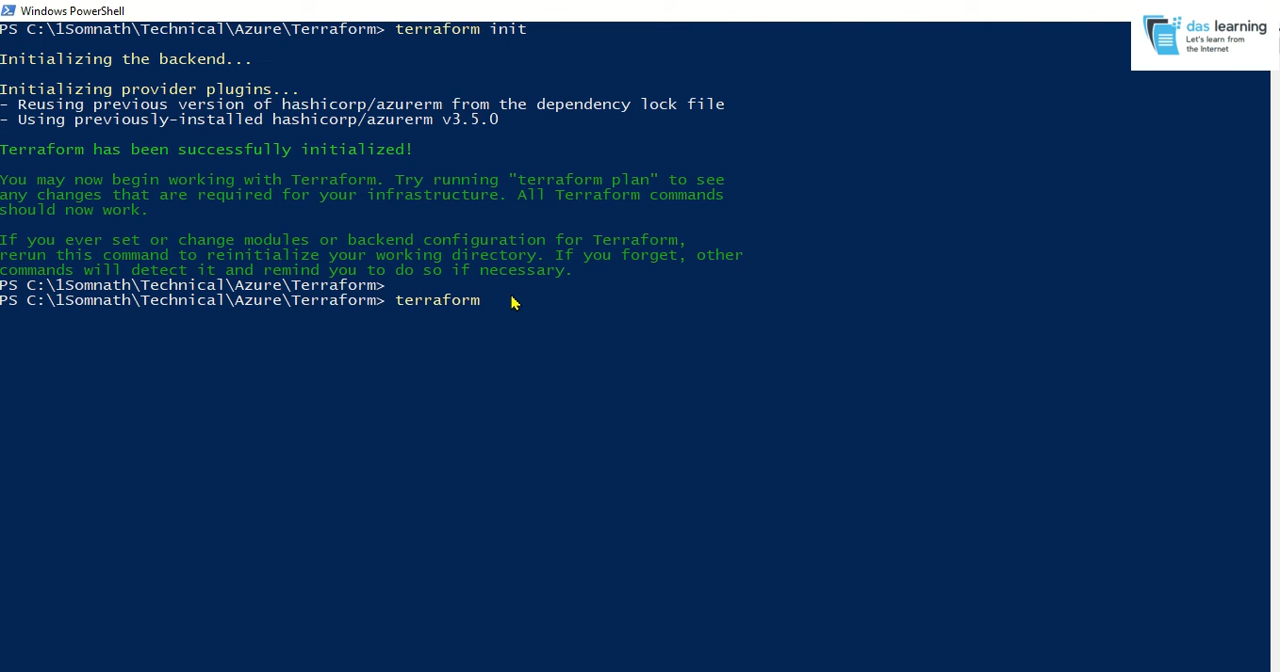 Windows PowerShell
PS C:\1Somnath\Technical\Azure\Terraform> terraform init
Initializing the backend...
Initializing provider plugins...
- Reusing previous version of hashicorp/azurerm from the dependency lock file
- Using previously-installed hashicorp/azurerm v3.5.0
Terraform has been successfully initialized!
You may now begin working with Terraform. Try running "terraform plan" to see
any changes that are required for your infrastructure. All Terraform commands
should now work.
If you ever set or change modules or backend configuration for Terraform,
rerun this command to reinitialize your working directory. If you forget, other
commands will detect it and remind you to do so if necessary.
PS C:\1Somnath\Technical\Azure\Terraform>
PS C:\1Somnath\Technical\Azure\Terraform> terraform
das learning
Let's learn from
the Internet